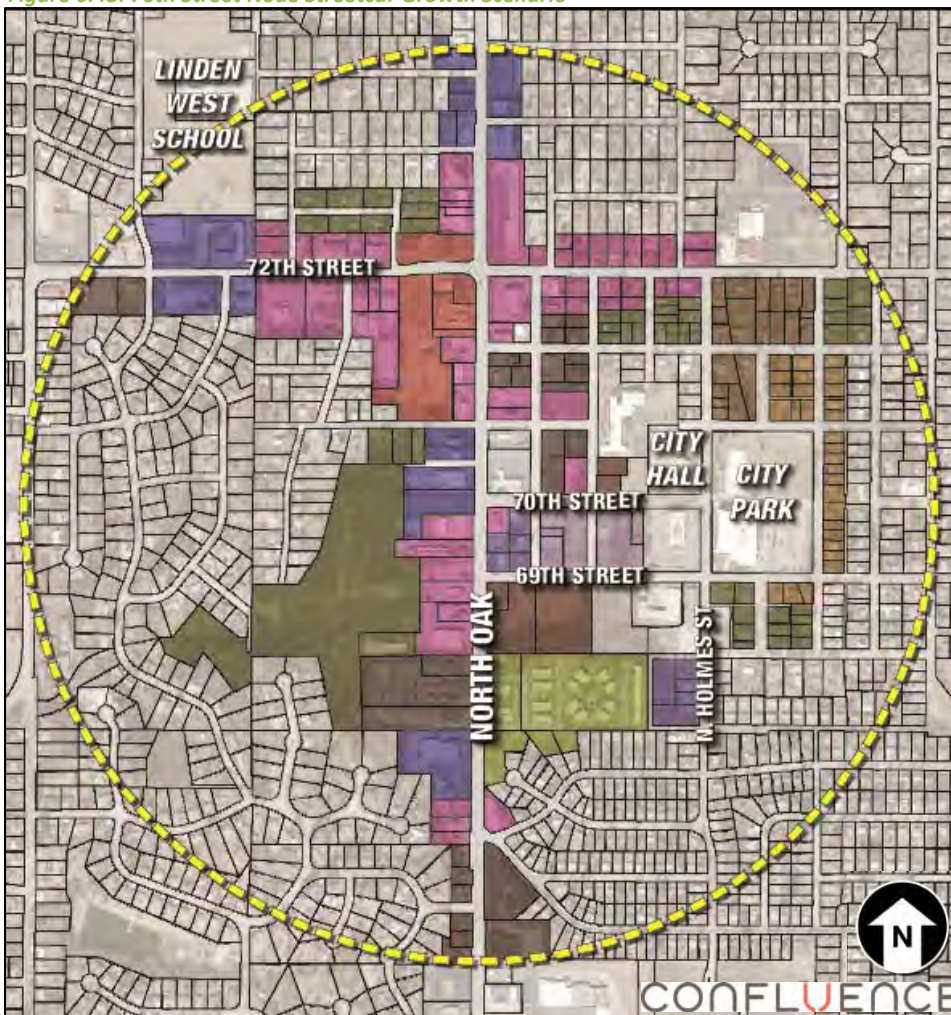 LINDEN
WEST
SCHOOL
72TH STREET
CITY
HALL
CITY
PARK
70TH STREET
69TH STREET
NORTH OAK
N. HOLMES ST
N
CONFLUENCE